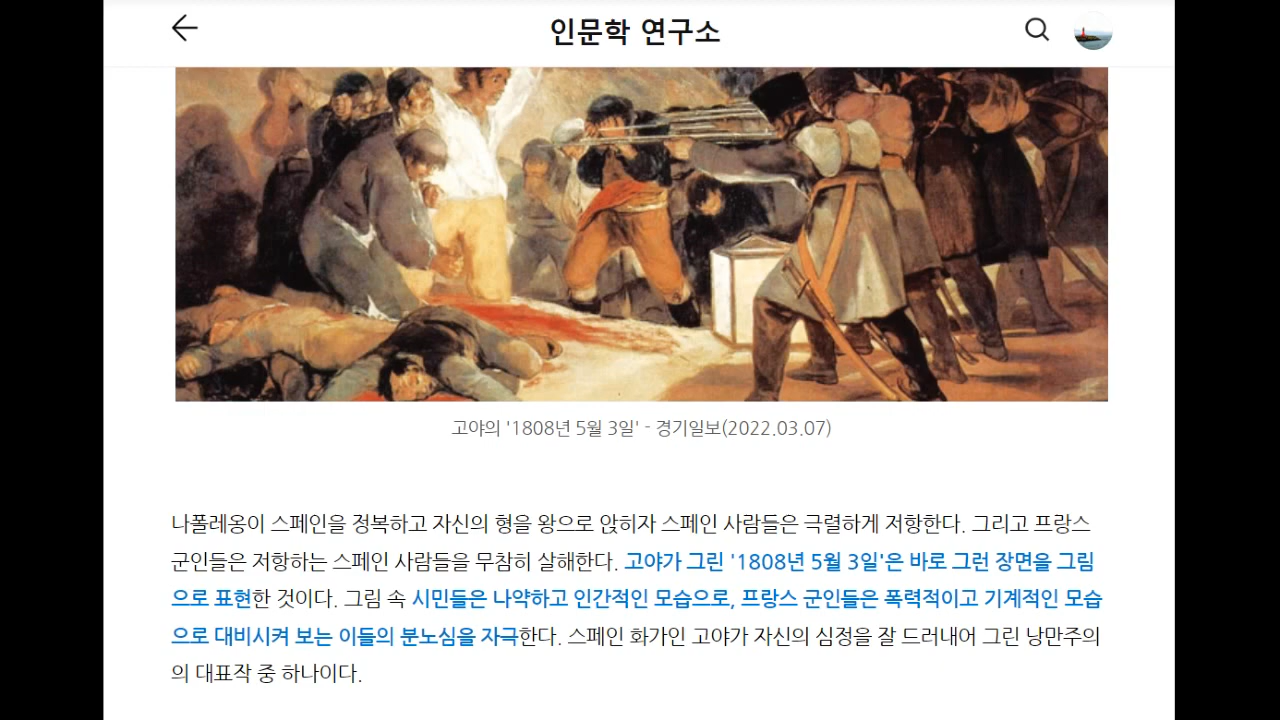 인문학 연구소
고야의 '1808년 5월 3일' - 경기일보(2022.03.07)
나폴레옹이 스페인을 정복하고 자신의 형을 왕으로 앉히자 스페인 사람들은 극렬하게 저항한다. 그리고 프랑스
군인들은 저항하는 스페인 사람들을 무참히 살해한다. 고야가 그린 '1808년 5월 3일'은 바로 그런 장면을 그림
으로 표현한 것이다. 그림 속 시민들은 나약하고 인간적인 모습으로, 프랑스 군인들은 폭력적이고 기계적인 모습
으로 대비시켜 보는 이들의 분노심을 자극한다. 스페인 화가인 고야가 자신의 심정을 잘 드러내어 그린 낭만주의
의 대표작 중 하나이다.